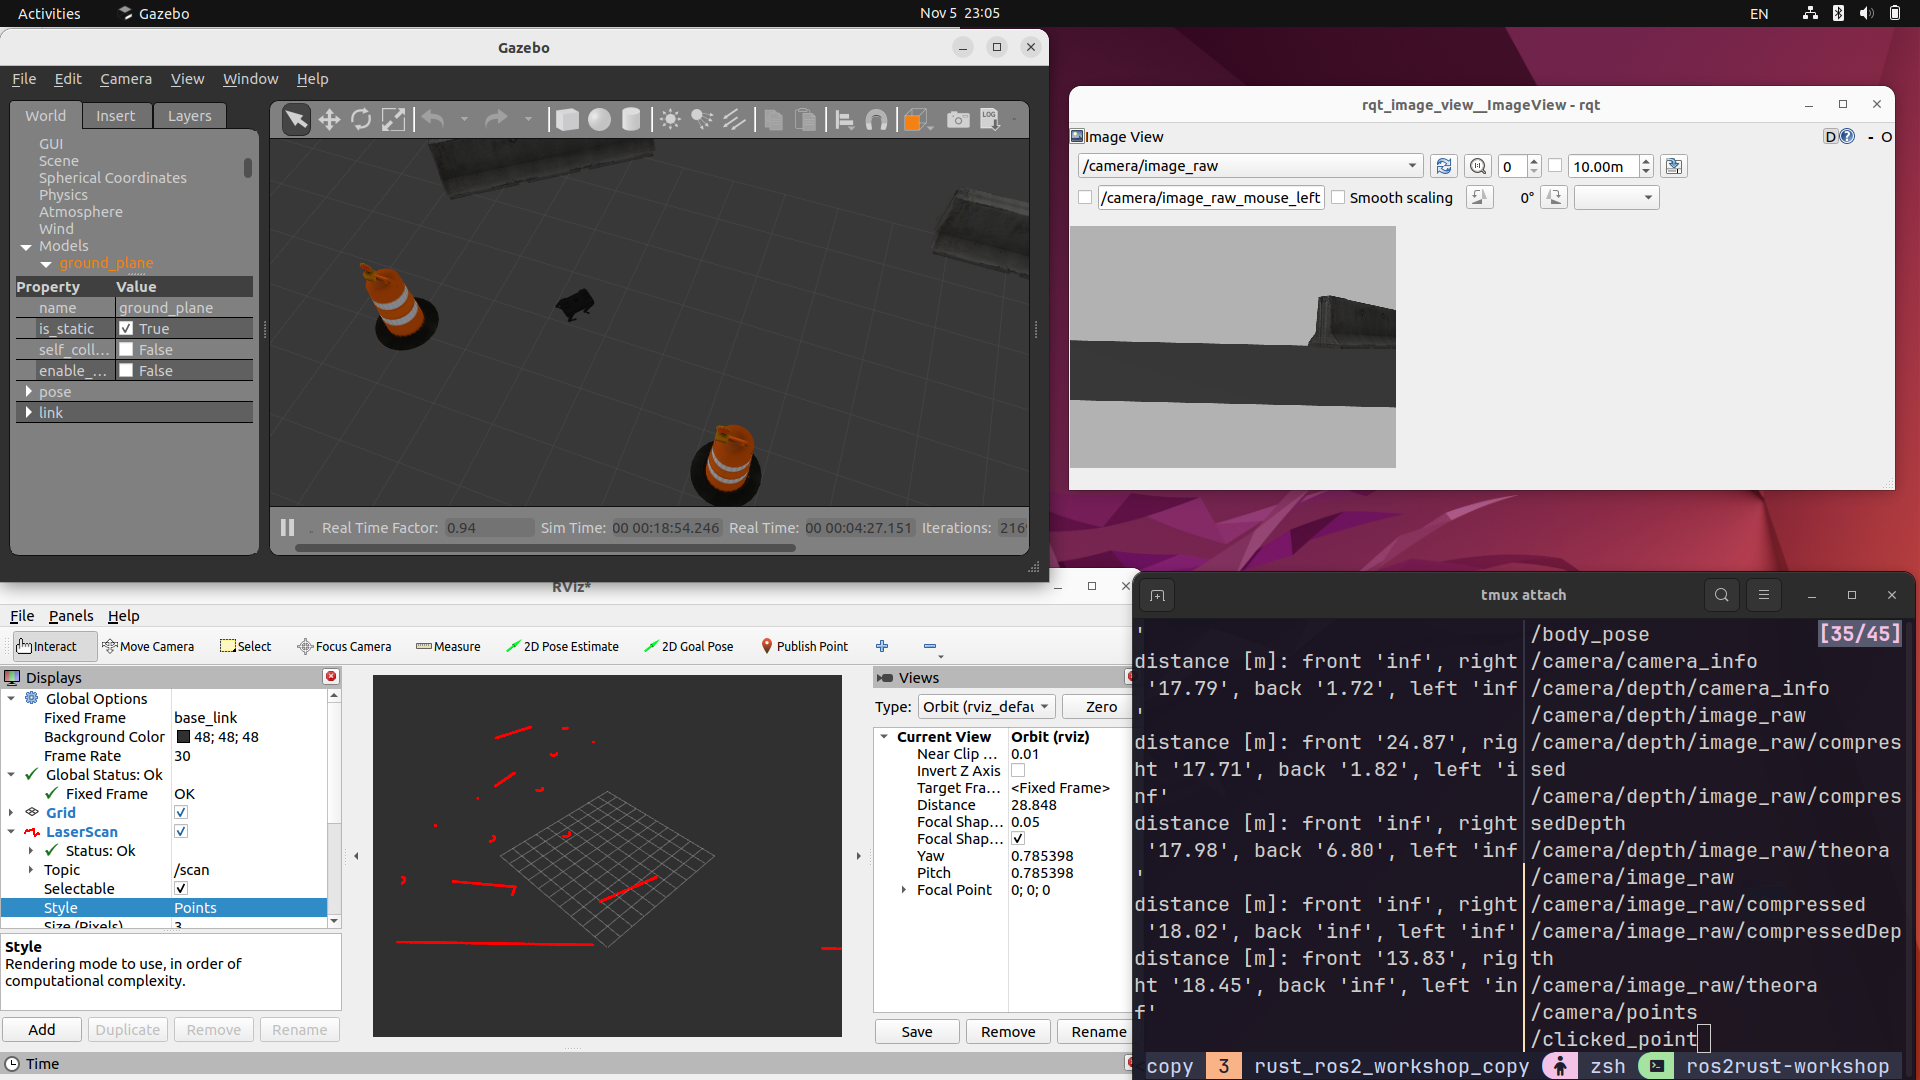 Activities
Gazebo
Nov 5 23:05
EN
Gazebo
File Edit Camera View Window Help
World Insert Layers
GUI
Scene
Spherical Coordinates
Physics
Atmosphere
Wind
Models
ground_plane
Property Value
name ground_plane
is_static True
self_coll... False
enable_... False
pose
link
LOG
Real Time Factor: 0.94 Sim Time: 00 00:18:54.246 Real Time: 00 00:04:27.151 Iterations: 216
rqt_image_view__ImageView - rqt
Image View
D - O
/camera/image_raw 0 10.00m
/camera/image_raw_mouse_left Smooth scaling 0°
RViz*
File Panels Help
Interact Move Camera Select Focus Camera Measure 2D Pose Estimate 2D Goal Pose Publish Point
Displays
Global Options
Fixed Frame base_link
Background Color 48; 48; 48
Frame Rate 30
Global Status: Ok
Fixed Frame OK
Grid
LaserScan
Status: Ok
Topic /scan
Selectable
Style Points
Size (Pixels) 3
Style
Rendering mode to use, in order of
computational complexity.
Add Duplicate Remove Rename
Time
Views
Type: Orbit (rviz_defau Zero
Current View Orbit (rviz)
Near Clip ... 0.01
Invert Z Axis
Target Fra... <Fixed Frame>
Distance 28.848
Focal Shap... 0.05
Focal Shap...
Yaw 0.785398
Pitch 0.785398
Focal Point 0; 0; 0
Save Remove Rename
tmux attach
'
distance [m]: front 'inf', right
'17.79', back '1.72', left 'inf
'
distance [m]: front '24.87', rig
ht '17.71', back '1.82', left 'i
nf'
distance [m]: front 'inf', right
'17.98', back '6.80', left 'inf
'
distance [m]: front 'inf', right
'18.02', back 'inf', left 'inf'
distance [m]: front '13.83', rig
ht '18.45', back 'inf', left 'in
f'
/body_pose [35/45]
/camera/camera_info
/camera/depth/camera_info
/camera/depth/image_raw
/camera/depth/image_raw/compres
sed
/camera/depth/image_raw/compres
sedDepth
/camera/depth/image_raw/theora
/camera/image_raw
/camera/image_raw/compressed
/camera/image_raw/compressedDep
th
/camera/image_raw/theora
/camera/points
/clicked_point
copy 3 rust_ros2_workshop_copy zsh ros2rust-workshop